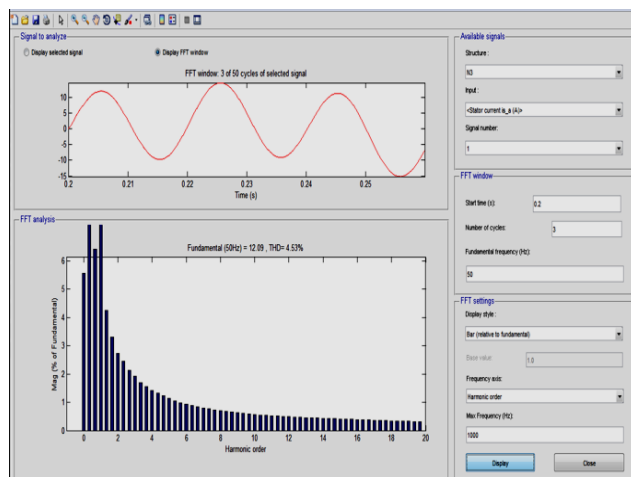 Signal to analyze
Display selected signal
Display FFT window
FFT window: 3 of 50 cycles of selected signal
10
5
0
-5
-10
-15
0.2
0.21
0.22
0.23
0.24
0.25
Time (s)
FFT analysis
Fundamental (50Hz) = 12.09 , THD= 4.53%
Mag (% of Fundamental)
6
5
4
3
2
1
0
0
2
4
6
8
10
12
14
16
18
20
Harmonic order
Available signals
Structure :
N3
Input :
<Stator current is_a (A)>
Signal number:
1
FFT window
Start time (s):
0.2
Number of cycles:
3
Fundamental frequency (Hz):
50
FFT settings
Display style :
Bar (relative to fundamental)
Base value:
1.0
Frequency axis:
Harmonic order
Max Frequency (Hz):
1000
Display
Close